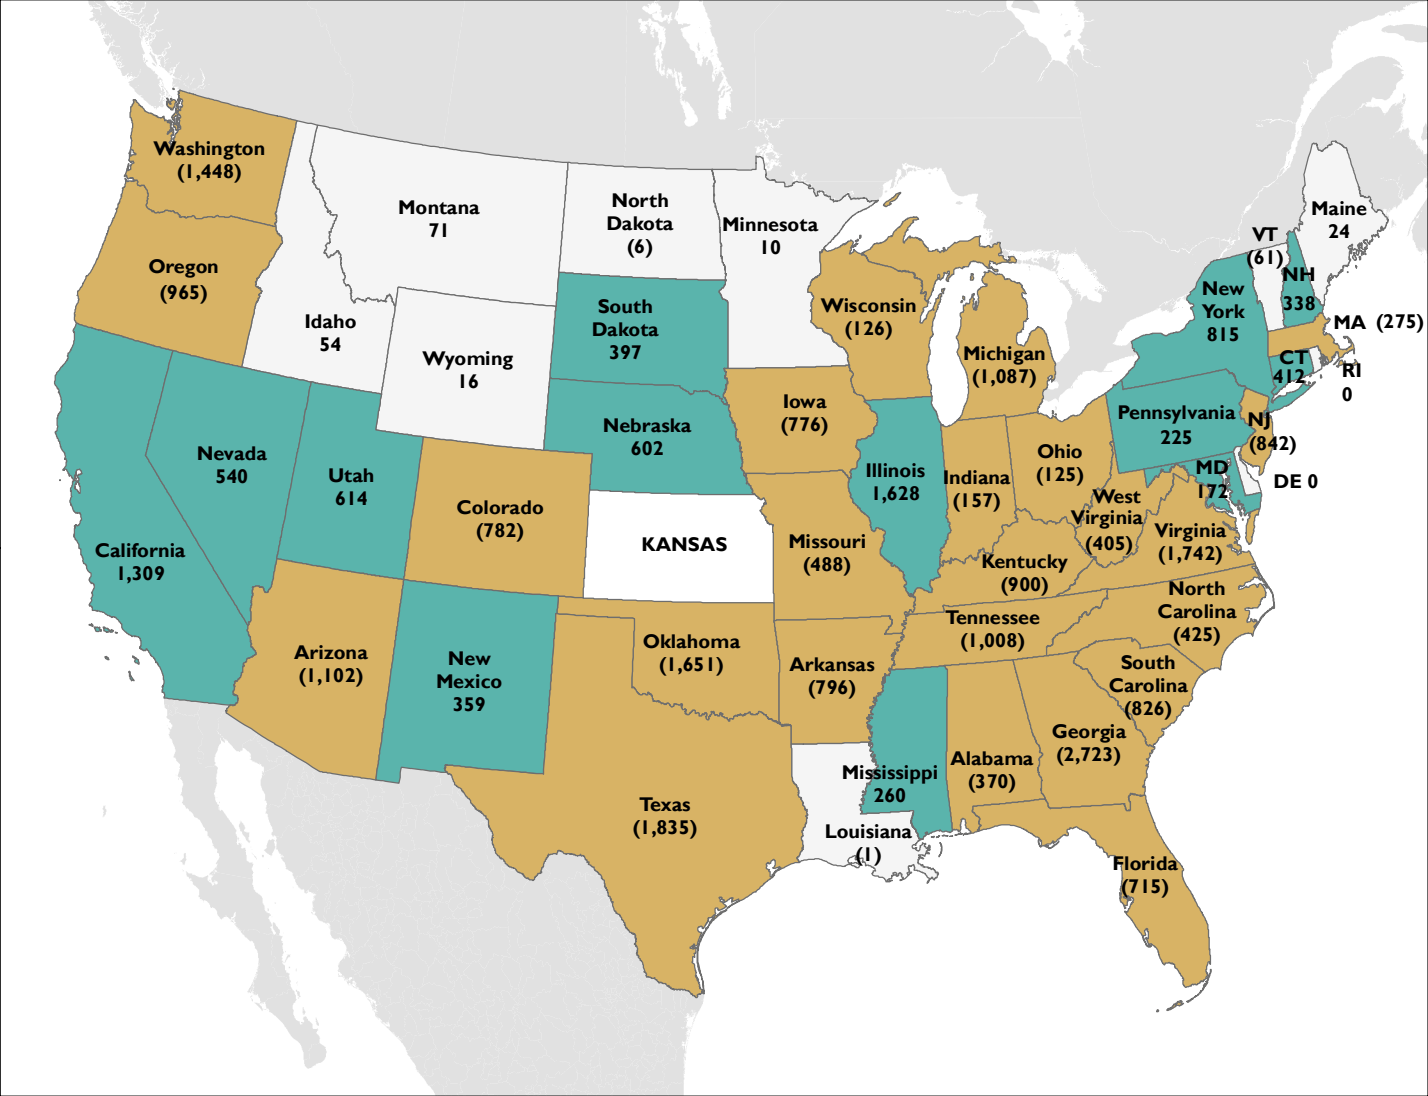 Washington
(1,448)
Montana
71
North
Dakota
(6)
Minnesota
10
Maine
24
VT
(61)
NH
338
Oregon
(965)
Idaho
54
Wyoming
16
South
Dakota
397
Wisconsin
(126)
Michigan
(1,087)
New
York
815
MA (275)
CT
412
RI
0
Nevada
540
Utah
614
Colorado
(782)
Nebraska
602
Iowa
(776)
Illinois
1,628
Indiana
(157)
Ohio
(125)
Pennsylvania
225
NJ
(842)
MD
172
DE 0
West
Virginia
(405)
Virginia
(1,742)
California
1,309
KANSAS
Missouri
(488)
Kentucky
(900)
North
Carolina
(425)
Tennessee
(1,008)
Arizona
(1,102)
New
Mexico
359
Oklahoma
(1,651)
Arkansas
(796)
South
Carolina
(826)
Mississippi
260
Alabama
(370)
Georgia
(2,723)
Texas
(1,835)
Louisiana
(1)
Florida
(715)